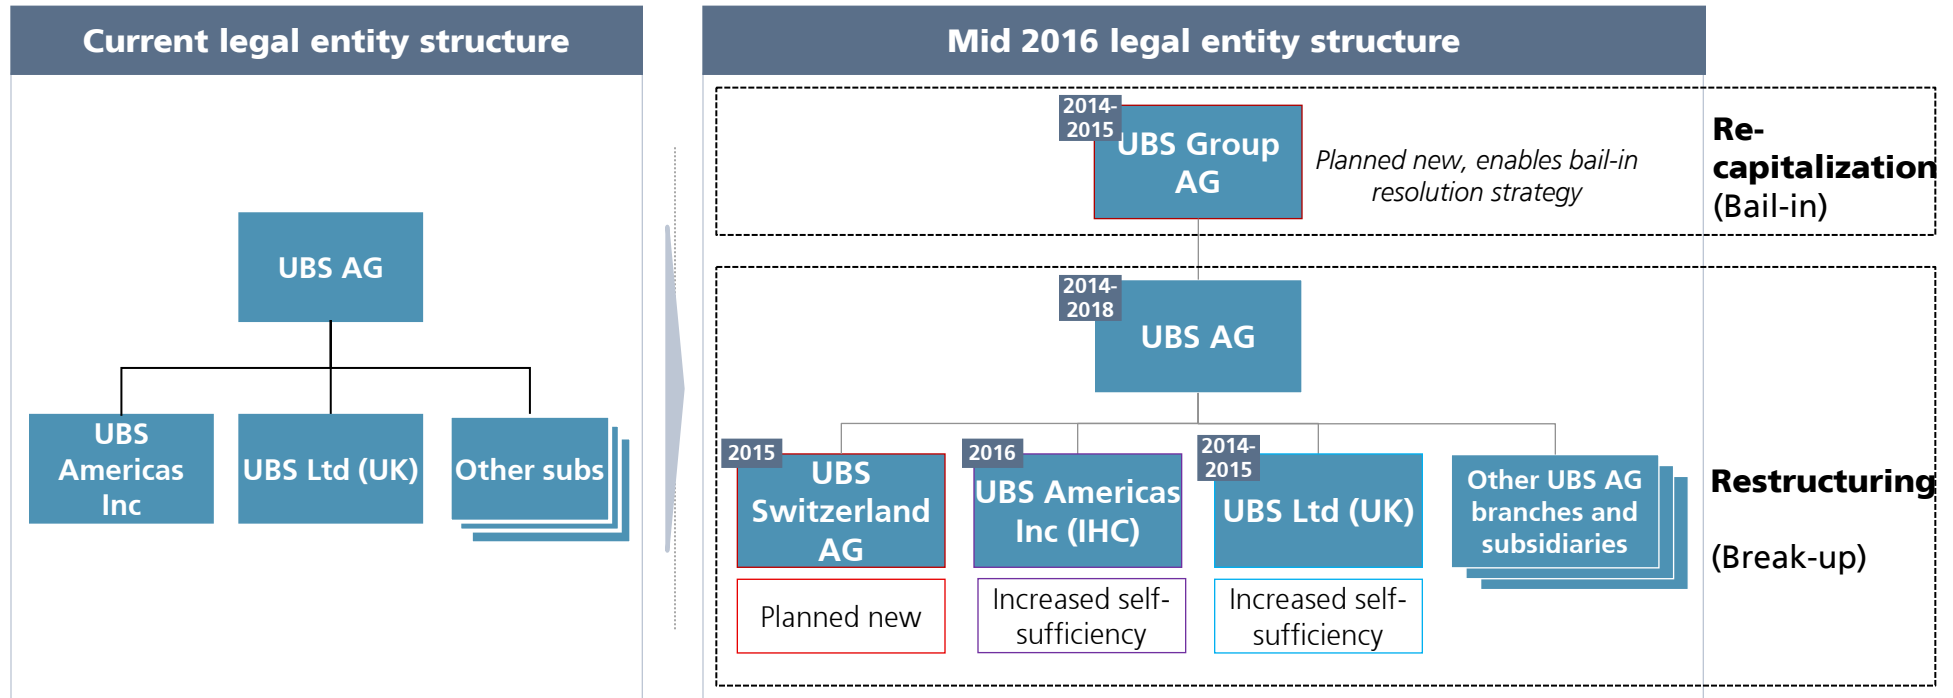 Current legal entity structure
UBS AG
UBS
Americas
Inc
UBS Ltd (UK)
Other subs
Mid 2016 legal entity structure
2014-
2015
UBS Group
AG
Planned new, enables bail-in
resolution strategy
Re-
capitalization
(Bail-in)
2014-
2018
UBS AG
2015
UBS
Switzerland
AG
Planned new
2016
UBS Americas
Inc (IHC)
Increased self-
sufficiency
2014-
2015
UBS Ltd (UK)
Increased self-
sufficiency
Other UBS AG
branches and
subsidiaries
Restructuring
(Break-up)